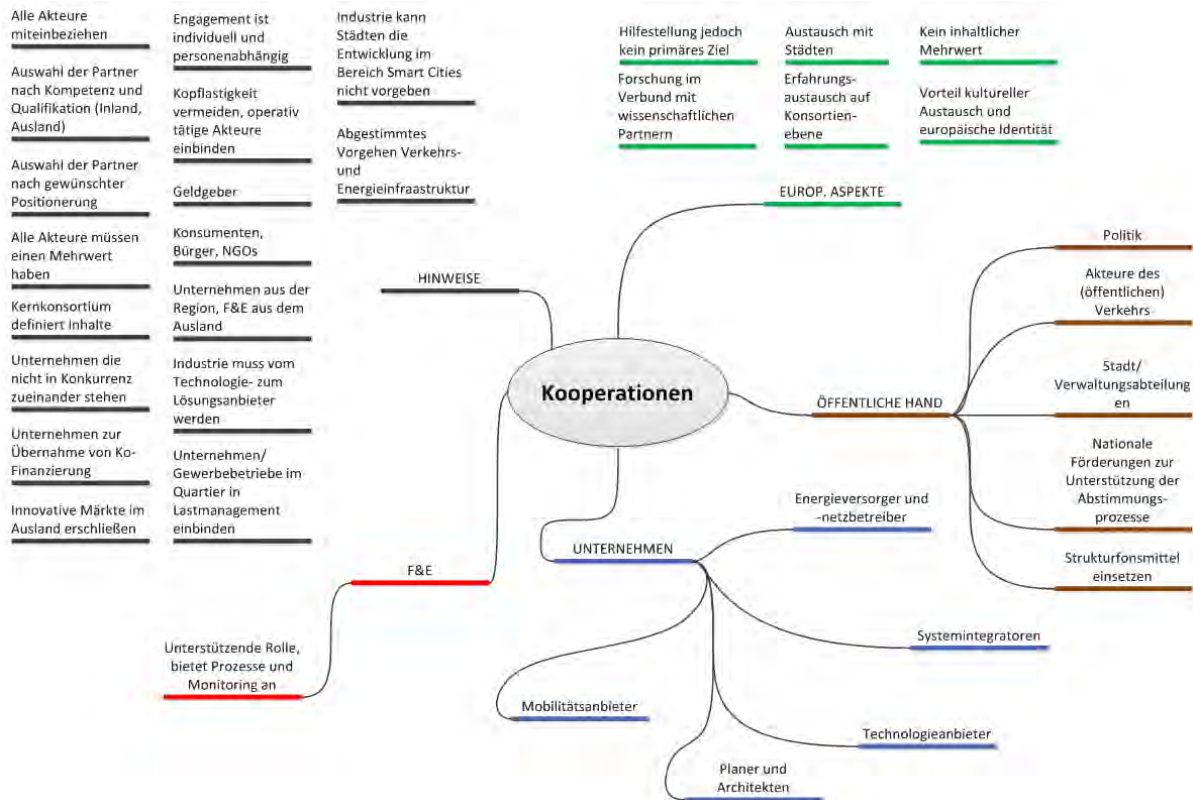 Alle Akteure
miteinbeziehen
Auswahl der Partner
nach Kompetenz und
Qualifikation (Inland,
Ausland)
Auswahl der Partner
nach gewünschter
Positionerung
Alle Akteure müssen
einen Mehrwert
haben
Kernkonsortium
definiert Inhalte
Unternehmen die
nicht in Konkurrenz
zueinander stehen
Unternehmen zur
Übernahme von Ko-
Finanzierung
Innovative Märkte im
Ausland erschließen
Engagement ist
individuell und
personenabhängig
Kopflastigkeit
vermeiden, operativ
tätige Akteure
einbinden
Geldgeber
Konsumenten,
Bürger, NGOs
Unternehmen aus der
Region, F&E aus dem
Ausland
Industrie muss vom
Technologie- zum
Lösungsanbieter
werden
Unternehmen/
Gewerbebetriebe im
Quartier in
Lastmanagement
einbinden
Industrie kann
Städten die
Entwicklung im
Bereich Smart Cities
nicht vorgeben
Abgestimmtes
Vorgehen Verkehrs-
und
Energieinfraastruktur
HINWEISE
Hilfestellung jedoch
kein primäres Ziel
Forschung im
Verbund mit
wissenschaftlichen
Partnern
Austausch mit
Städten
Erfahrungs-
austausch auf
Konsortien-
ebene
Kein inhaltlicher
Mehrwert
Vorteil kultureller
Austausch und
europäische Identität
EUROP. ASPEKTE
Kooperationen
ÖFFENTLICHE HAND
Politik
Akteure des
(öffentlichen)
Verkehrs
Stadt/
Verwaltungsabteilung
en
Nationale
Förderungen zur
Unterstützung der
Abstimmungs-
prozesse
Strukturfonsmittel
einsetzen
UNTERNEHMEN
Energieversorger und
-netzbetreiber
Systemintegratoren
Technologieanbieter
Planer und
Architekten
Mobilitätsanbieter
F&E
Unterstützende Rolle,
bietet Prozesse und
Monitoring an